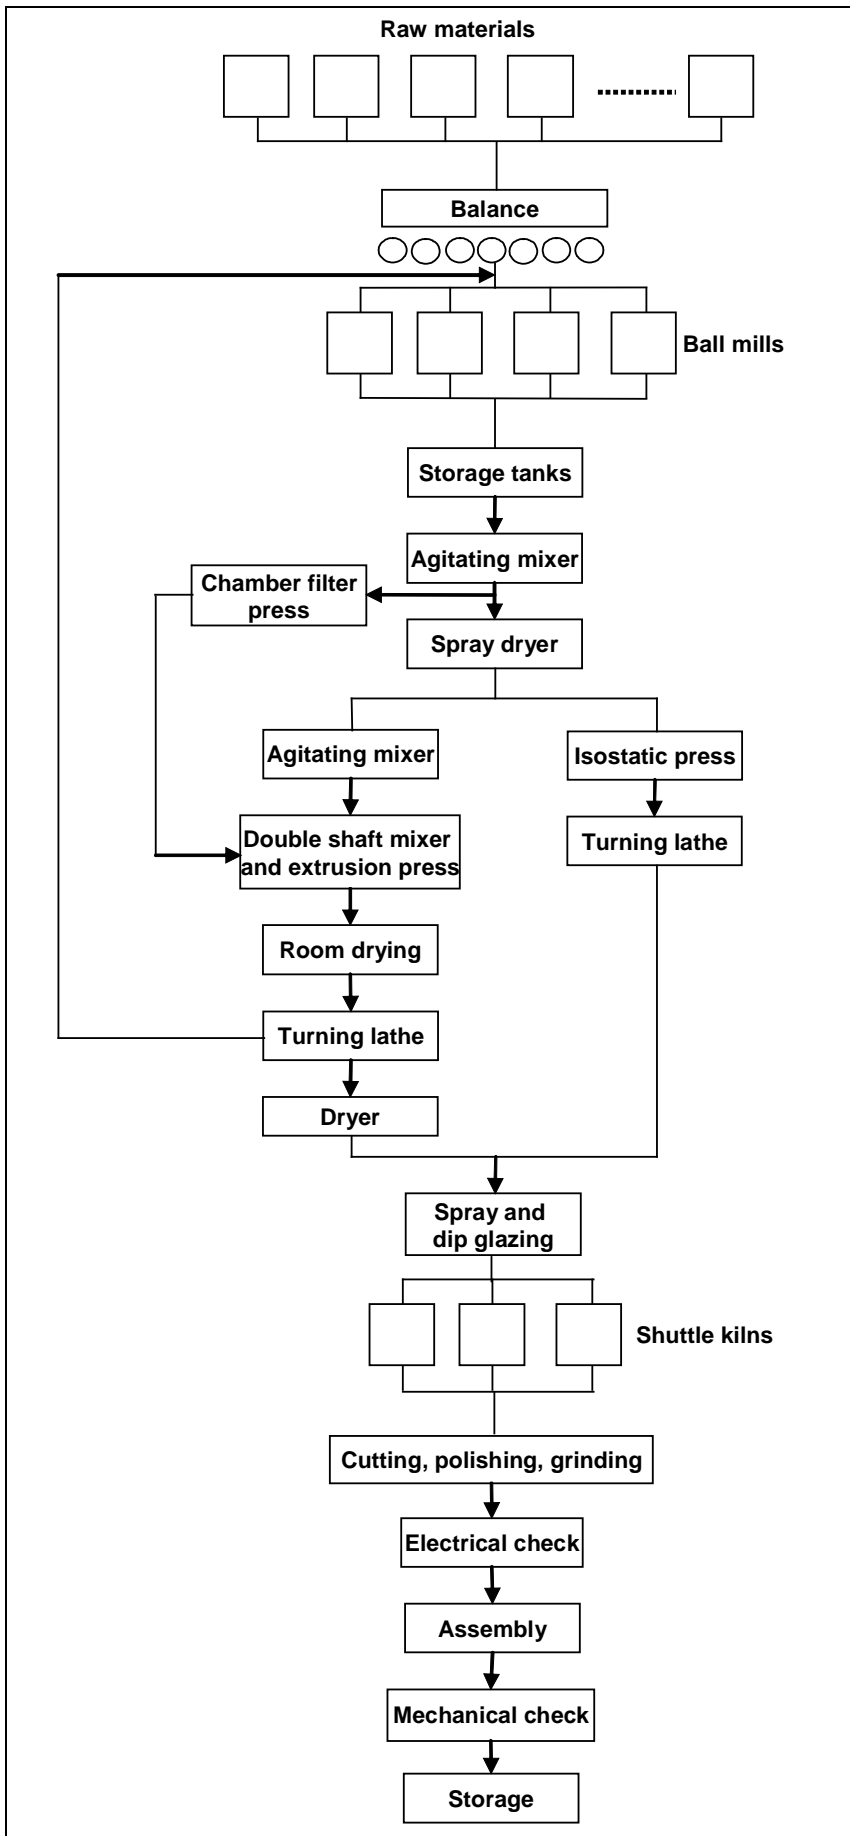 Raw materials
Balance
Ball mills
Storage tanks
Agitating mixer
Chamber filter
press
Spray dryer
Agitating mixer
Isostatic press
Double shaft mixer
and extrusion press
Turning lathe
Room drying
Turning lathe
Dryer
Spray and
dip glazing
Shuttle kilns
Cutting, polishing, grinding
Electrical check
Assembly
Mechanical check
Storage